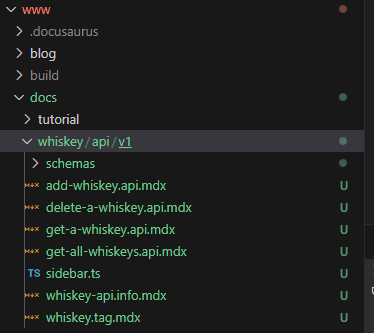 www
.docusaurus
blog
build
docs
tutorial
whiskey/api/v1
schemas
M+× add-whiskey.api.mdx U
M+× delete-a-whiskey.api.mdx U
M+× get-a-whiskey.api.mdx U
M+× get-all-whiskeys.api.mdx U
TS sidebar.ts U
M+× whiskey-api.info.mdx U
M+× whiskey.tag.mdx U